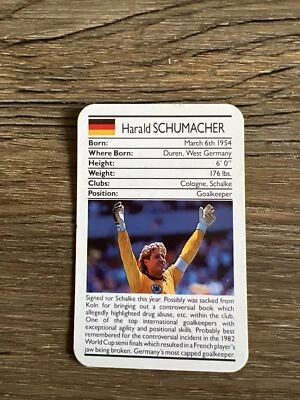 Harald SCHUMACHER
Born: March 6th 1954
Where Born: Duren, West Germany
Height: 6' 0"
Weight: 176 lbs.
Clubs: Cologne, Schalke
Position: Goalkeeper
Signed for Schalke this year. Possibly was sacked from
Koln for bringing out a controversial book which
allegedly highlighted drug abuse, etc. within the club.
One of the top international goalkeepers with
exceptional agility and positional skills. Probably best
remembered for the controversial incident in the 1982
World Cup semi finals which resulted in a French player's
jaw being broken. Germany's most capped goalkeeper.